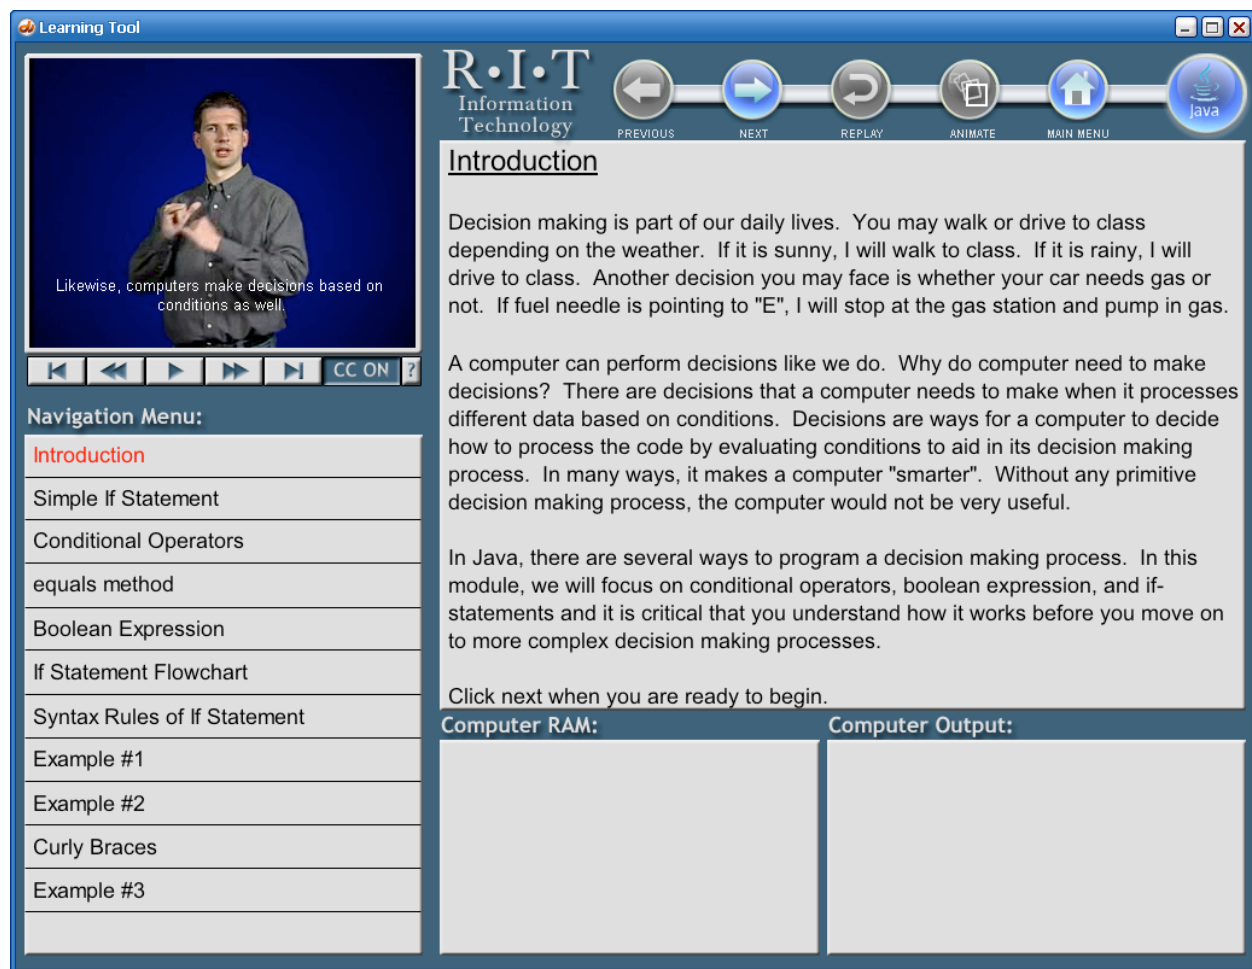 Learning Tool
R•I•T
Information
Technology
PREVIOUS
NEXT
REPLAY
ANIMATE
MAIN MENU
Java
Likewise, computers make decisions based on
conditions as well.
CC ON
?
Navigation Menu:
Introduction
Simple If Statement
Conditional Operators
equals method
Boolean Expression
If Statement Flowchart
Syntax Rules of If Statement
Example #1
Example #2
Curly Braces
Example #3
Introduction
Decision making is part of our daily lives.  You may walk or drive to class
depending on the weather.  If it is sunny, I will walk to class.  If it is rainy, I will
drive to class.  Another decision you may face is whether your car needs gas or
not.  If fuel needle is pointing to "E", I will stop at the gas station and pump in gas.
A computer can perform decisions like we do.  Why do computer need to make
decisions?  There are decisions that a computer needs to make when it processes
different data based on conditions.  Decisions are ways for a computer to decide
how to process the code by evaluating conditions to aid in its decision making
process.  In many ways, it makes a computer "smarter".  Without any primitive
decision making process, the computer would not be very useful.
In Java, there are several ways to program a decision making process.  In this
module, we will focus on conditional operators, boolean expression, and if-
statements and it is critical that you understand how it works before you move on
to more complex decision making processes.
Click next when you are ready to begin.
Computer RAM:
Computer Output: